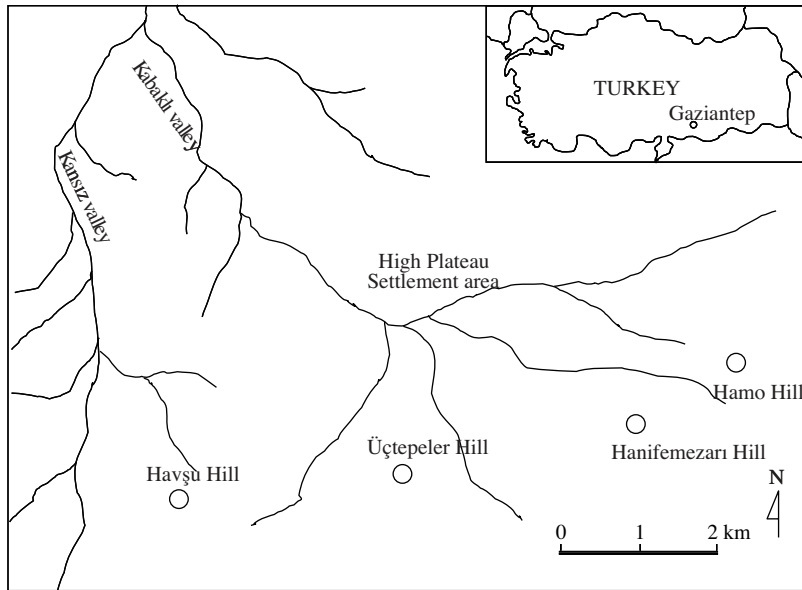 TURKEY
Gaziantep
Kabaklı valley
Kansız valley
High Plateau
Settlement area
Hamo Hill
Üçtepeler Hill
Hanifemezarı Hill
Havşu Hill
N
0 1 2 km